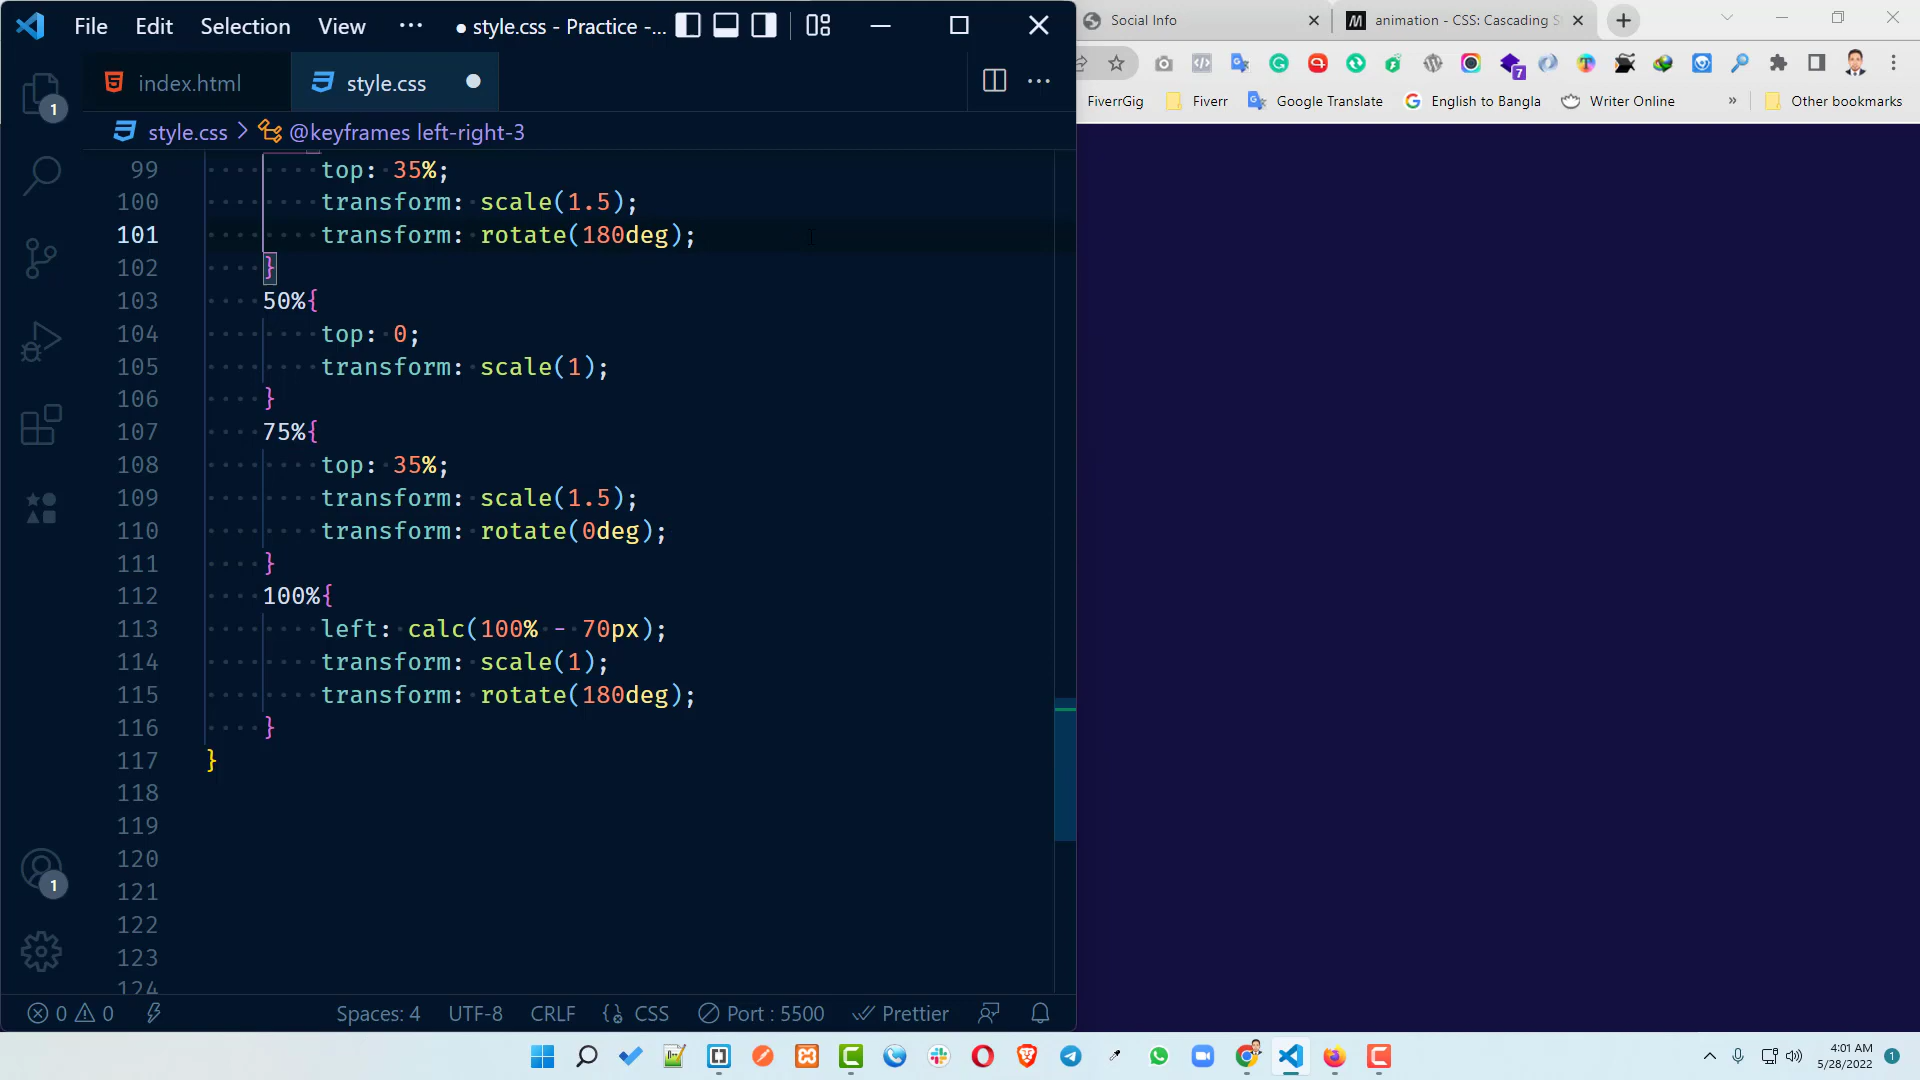 File Edit Selection View ··· ● style.css - Practice -...
Social Info
animation - CSS: Cascading S
index.html style.css
FiverrGig Fiverr Google Translate English to Bangla Writer Online » Other bookmarks
7
style.css > @keyframes left-right-3
99 top: 35%;
100 transform: scale(1.5);
101 transform: rotate(180deg);
102 }
103 50%{
104 top: 0;
105 transform: scale(1);
106 }
107 75%{
108 top: 35%;
109 transform: scale(1.5);
110 transform: rotate(0deg);
111 }
112 100%{
113 left: calc(100% - 70px);
114 transform: scale(1);
115 transform: rotate(180deg);
116 }
117 }
118
119
120
121
122
123
124
1
1
0 0 Spaces: 4 UTF-8 CRLF {} CSS Port : 5500 Prettier
4:01 AM
5/28/2022
1